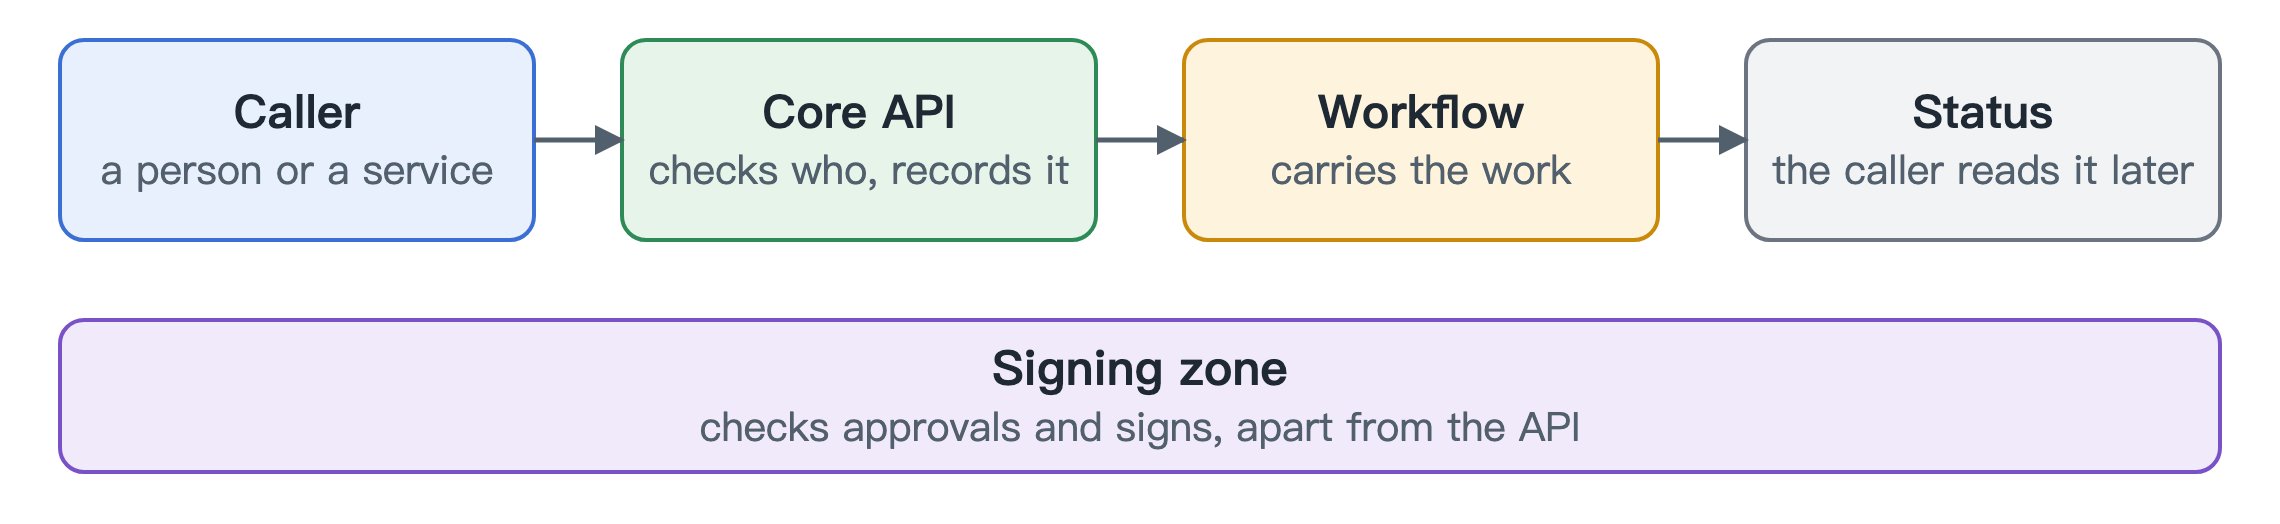 Caller
a person or a service
Core API
checks who, records it
Workflow
carries the work
Status
the caller reads it later
Signing zone
checks approvals and signs, apart from the API